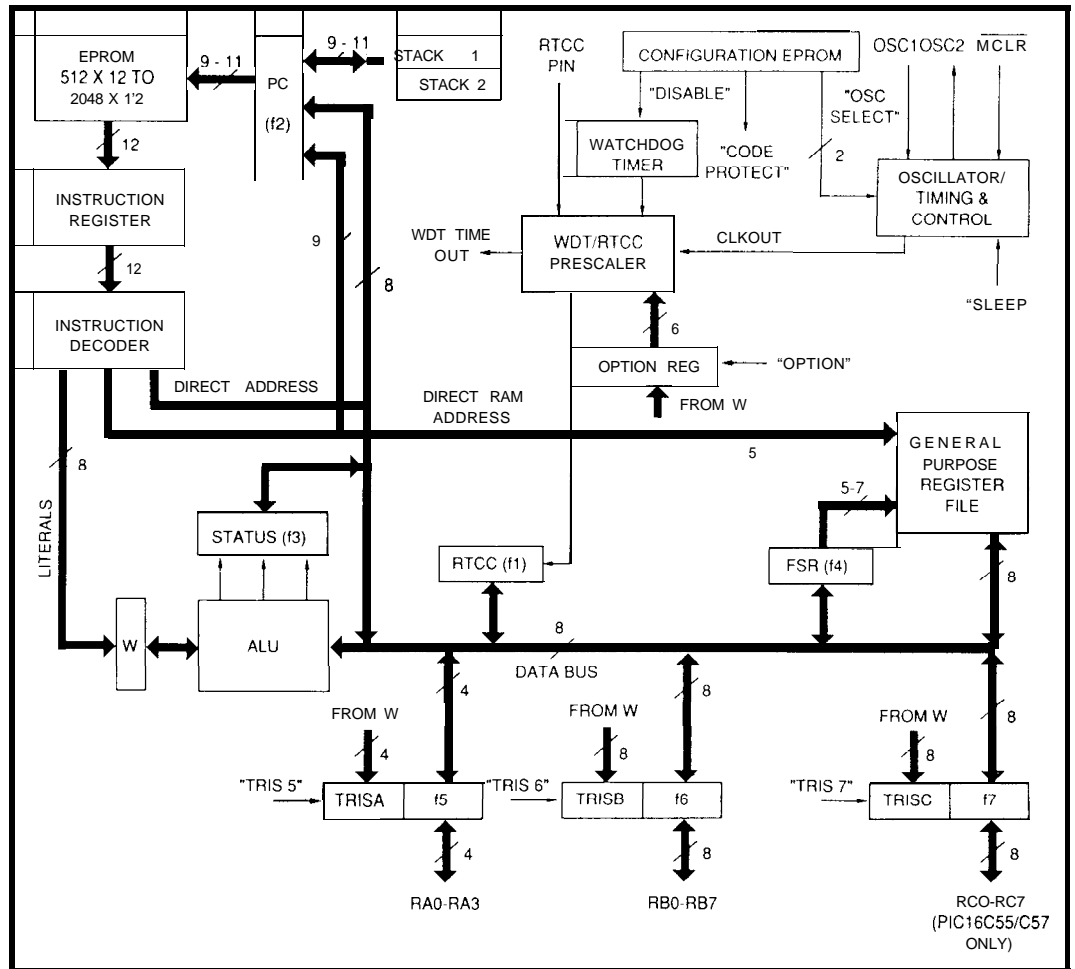 EPROM
512 X 12 TO
2048 X 1'2
9 - 11
PC
(f2)
9 - 11
STACK 1
STACK 2
RTCC
PIN
CONFIGURATION EPROM
OSC1OSC2 MCLR
"DISABLE"
"OSC
SELECT"
12
WATCHDOG
TIMER
"CODE
PROTECT"
2
OSCILLATOR/
TIMING &
CONTROL
INSTRUCTION
REGISTER
9
WDT TIME
OUT
WDT/RTCC
PRESCALER
CLKOUT
12
8
"SLEEP
INSTRUCTION
DECODER
6
OPTION REG
"OPTION"
DIRECT ADDRESS
DIRECT RAM
ADDRESS
FROM W
5
GENERAL
PURPOSE
REGISTER
FILE
8
5-7
LITERALS
STATUS (f3)
RTCC (f1)
FSR (f4)
8
W
ALU
8
DATA BUS
4
8
8
FROM W
FROM W
FROM W
4
8
8
"TRIS 5"
TRISA
f5
"TRIS 6"
TRISB
f6
"TRIS 7"
TRISC
f7
4
8
8
RA0-RA3
RB0-RB7
RCO-RC7
(PIC16C55/C57
ONLY)